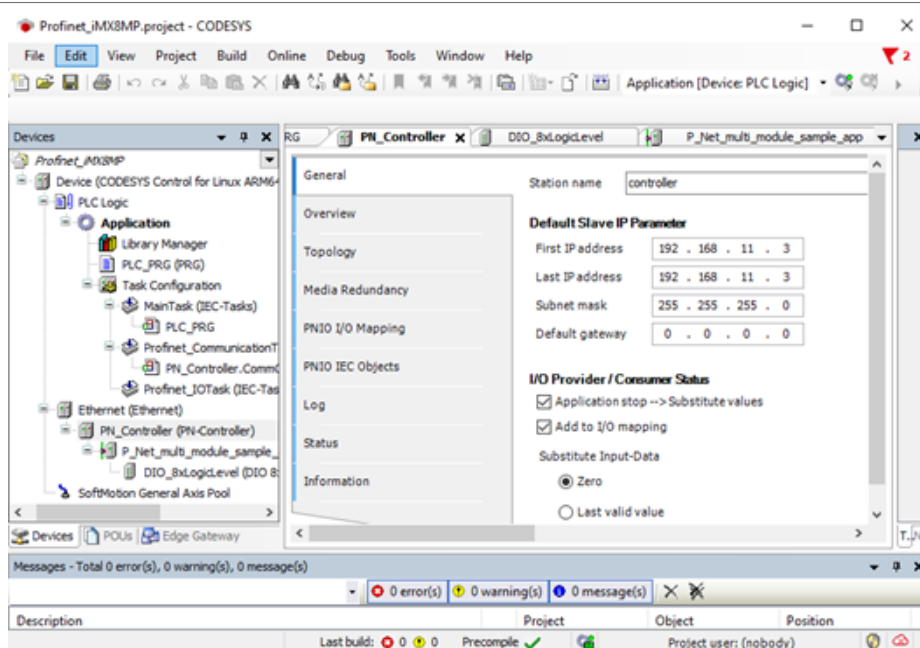 Profinet_iMX8MP.project - CODESYS
File Edit View Project Build Online Debug Tools Window Help 2
Application [Device: PLC Logic]
Devices
RG PN_Controller DIO_8xLogicLevel P_Net_multi_module_sample_app
Profinet_iMX8MP
Device (CODESYS Control for Linux ARM64
PLC Logic
Application
Library Manager
PLC_PRG (PRG)
Task Configuration
MainTask (IEC-Tasks)
PLC_PRG
Profinet_CommunicationT
PN_Controller.Comm
Profinet_IOTask (IEC-Tas
Ethernet (Ethernet)
PN_Controller (PN-Controller)
P_Net_multi_module_sample_
DIO_8xLogicLevel (DIO 8
SoftMotion General Axis Pool
Devices POUs Edge Gateway
General
Overview
Topology
Media Redundancy
PNIO I/O Mapping
PNIO IEC Objects
Log
Status
Information
Station name controller
Default Slave IP Parameter
First IP address 192 . 168 . 11 . 3
Last IP address 192 . 168 . 11 . 3
Subnet mask 255 . 255 . 255 . 0
Default gateway 0 . 0 . 0 . 0
I/O Provider / Consumer Status
Application stop --> Substitute values
Add to I/O mapping
Substitute Input-Data
Zero
Last valid value
Messages - Total 0 error(s), 0 warning(s), 0 message(s)
0 error(s) 0 warning(s) 0 message(s)
Description Project Object Position
Last build: 0 0 Precompile Project user: (nobody)